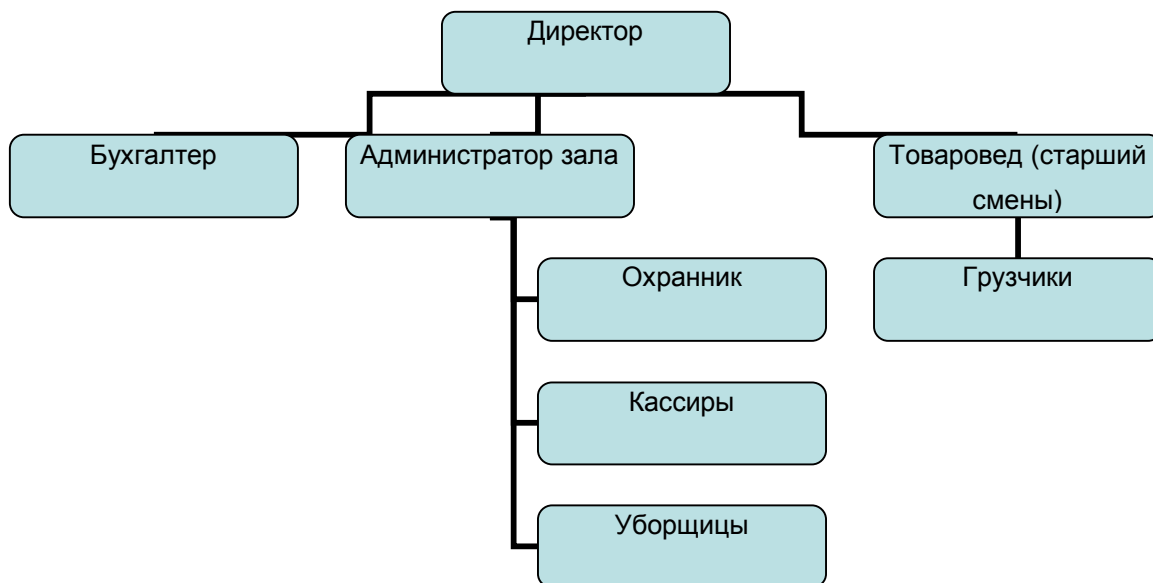 Директор
Бухгалтер
Администратор зала
Товаровед (старший
смены)
Охранник
Грузчики
Кассиры
Уборщицы